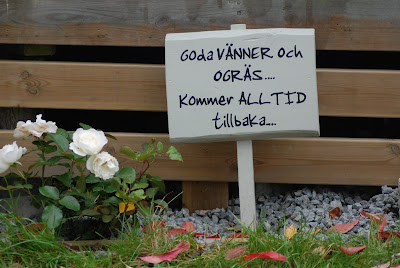 Goda VÄNNER och
OGRÄS....
Kommer ALLTID
tillbaka....